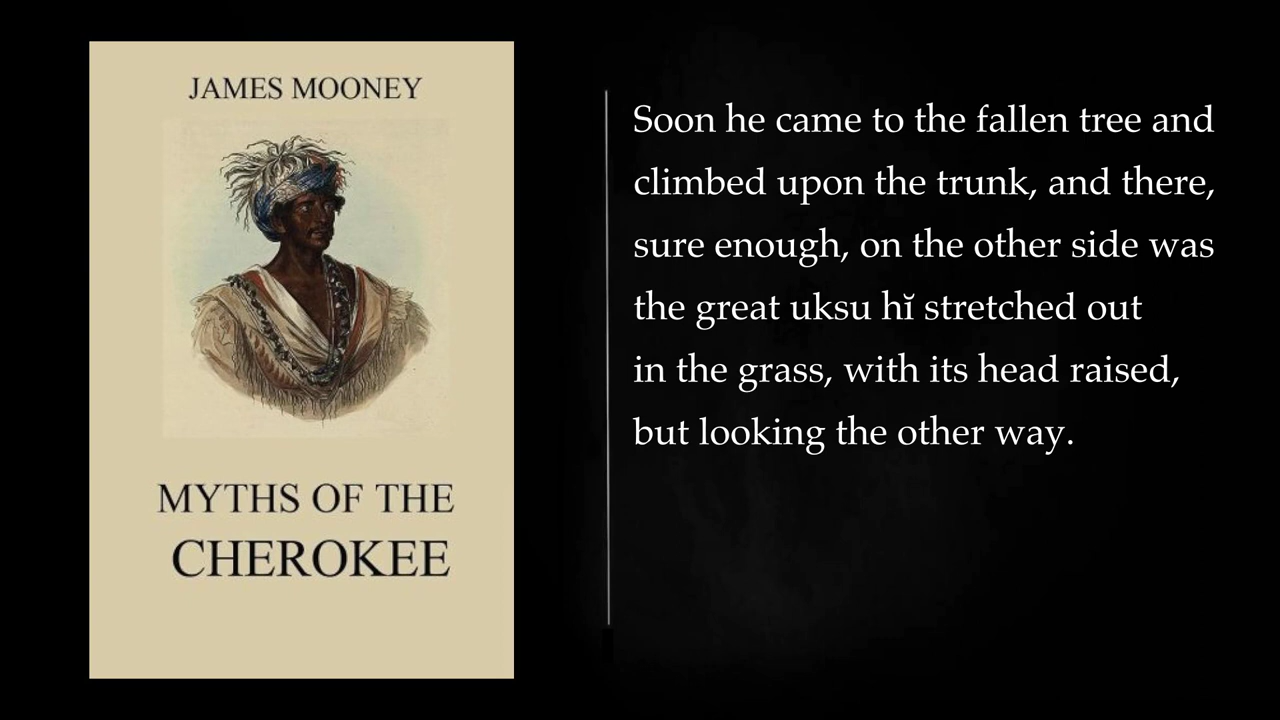 JAMES MOONEY
MYTHS OF THE
CHEROKEE
Soon he came to the fallen tree and
climbed upon the trunk, and there,
sure enough, on the other side was
the great uksu hĭ stretched out
in the grass, with its head raised,
but looking the other way.